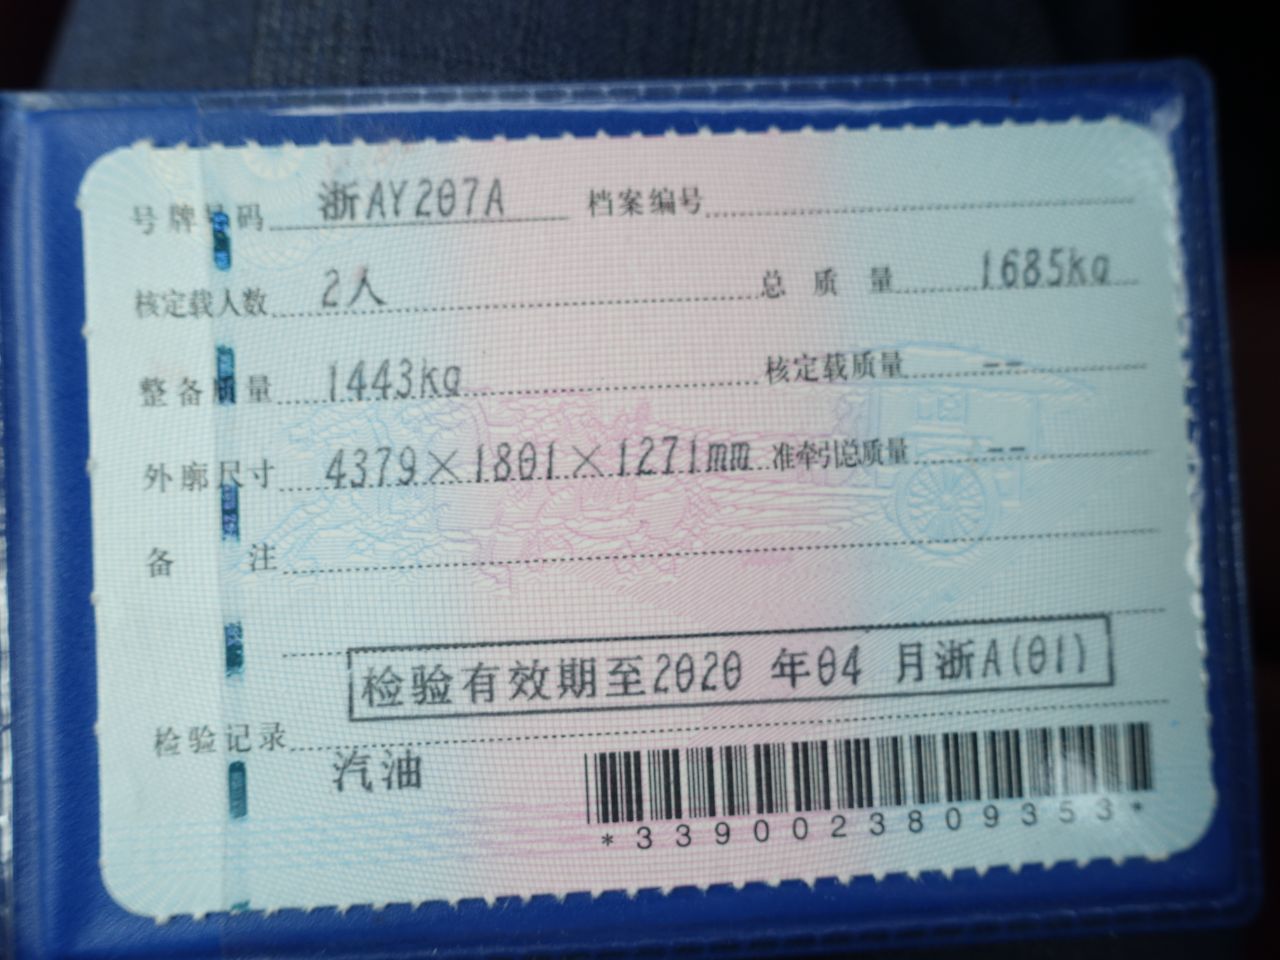 号牌号码 浙AY207A 档案编号
核定载人数 2人 总质量 1685kg
整备质量 1443kg 核定载质量 --
外廓尺寸 4379×1801×1271mm 准牵引总质量 --
备注
检验有效期至2020 年04 月浙A(01)
检验记录
汽油
*3390023809353*